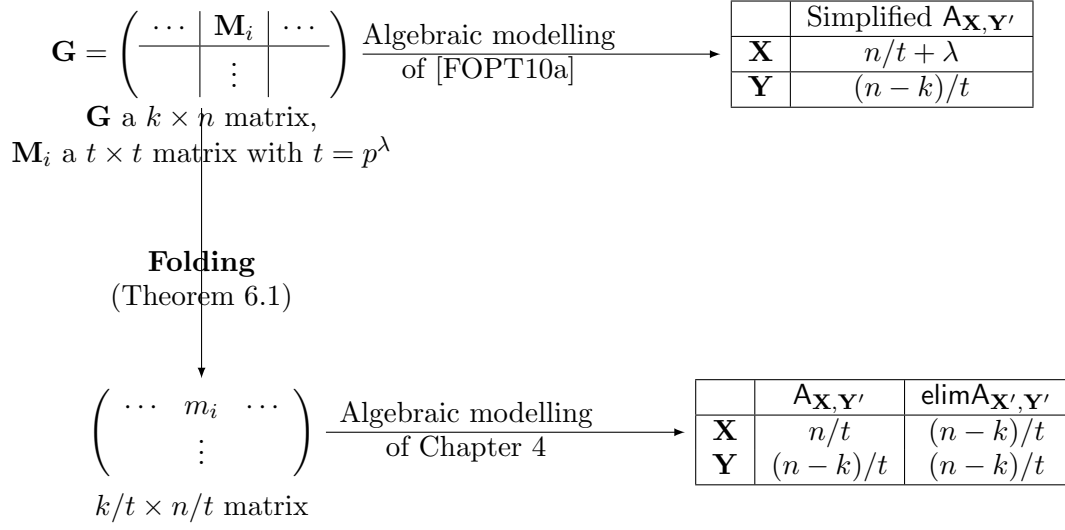 G = ( ⋯ | M_i | ⋯ )
⋮
G a k × n matrix,
M_i a t × t matrix with t = p^λ
Algebraic modelling
of [FOPT10a]
Simplified A_{X,Y′}
X n/t + λ
Y (n − k)/t
Folding
(Theorem 6.1)
( ⋯ m_i ⋯ )
⋮
k/t × n/t matrix
Algebraic modelling
of Chapter 4
A_{X,Y′} elimA_{X′,Y′}
X n/t (n − k)/t
Y (n − k)/t (n − k)/t